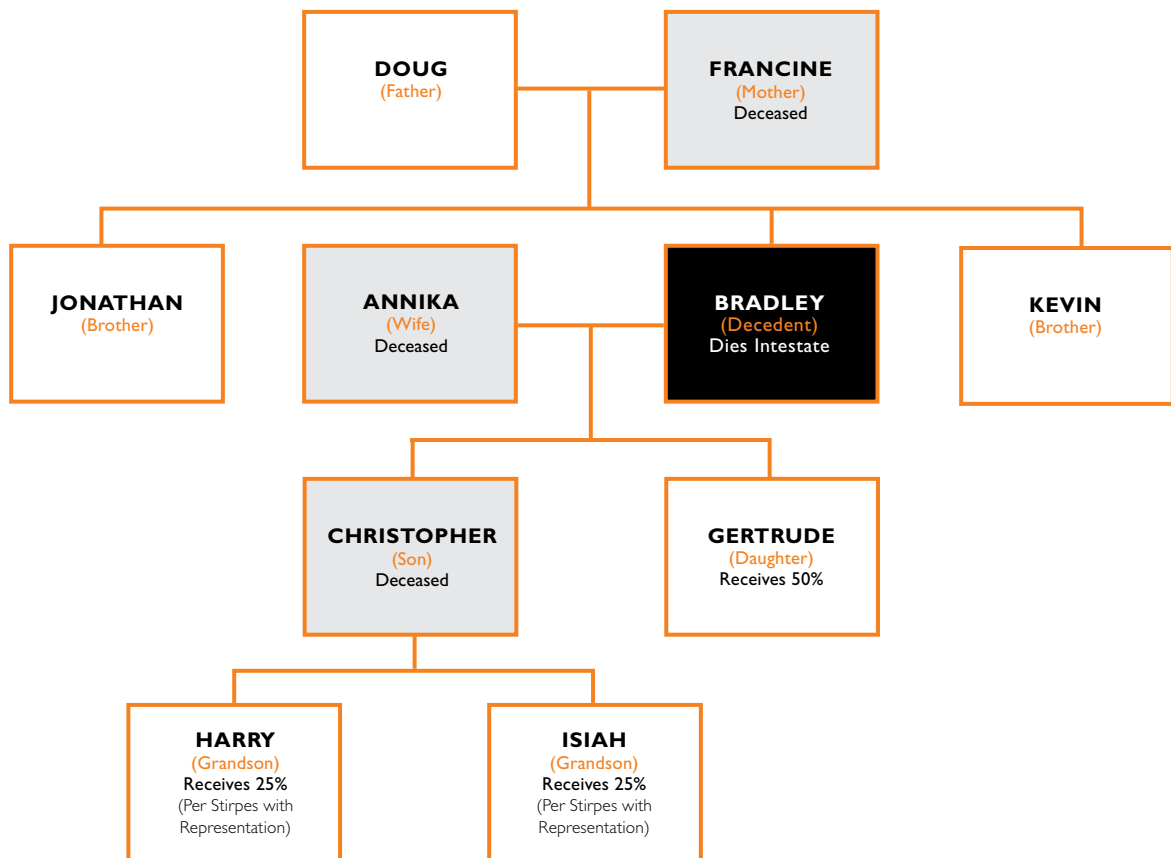 DOUG
(Father)
FRANCINE
(Mother)
Deceased
JONATHAN
(Brother)
ANNIKA
(Wife)
Deceased
BRADLEY
(Decedent)
Dies Intestate
KEVIN
(Brother)
CHRISTOPHER
(Son)
Deceased
GERTRUDE
(Daughter)
Receives 50%
HARRY
(Grandson)
Receives 25%
(Per Stirpes with
Representation)
ISIAH
(Grandson)
Receives 25%
(Per Stirpes with
Representation)